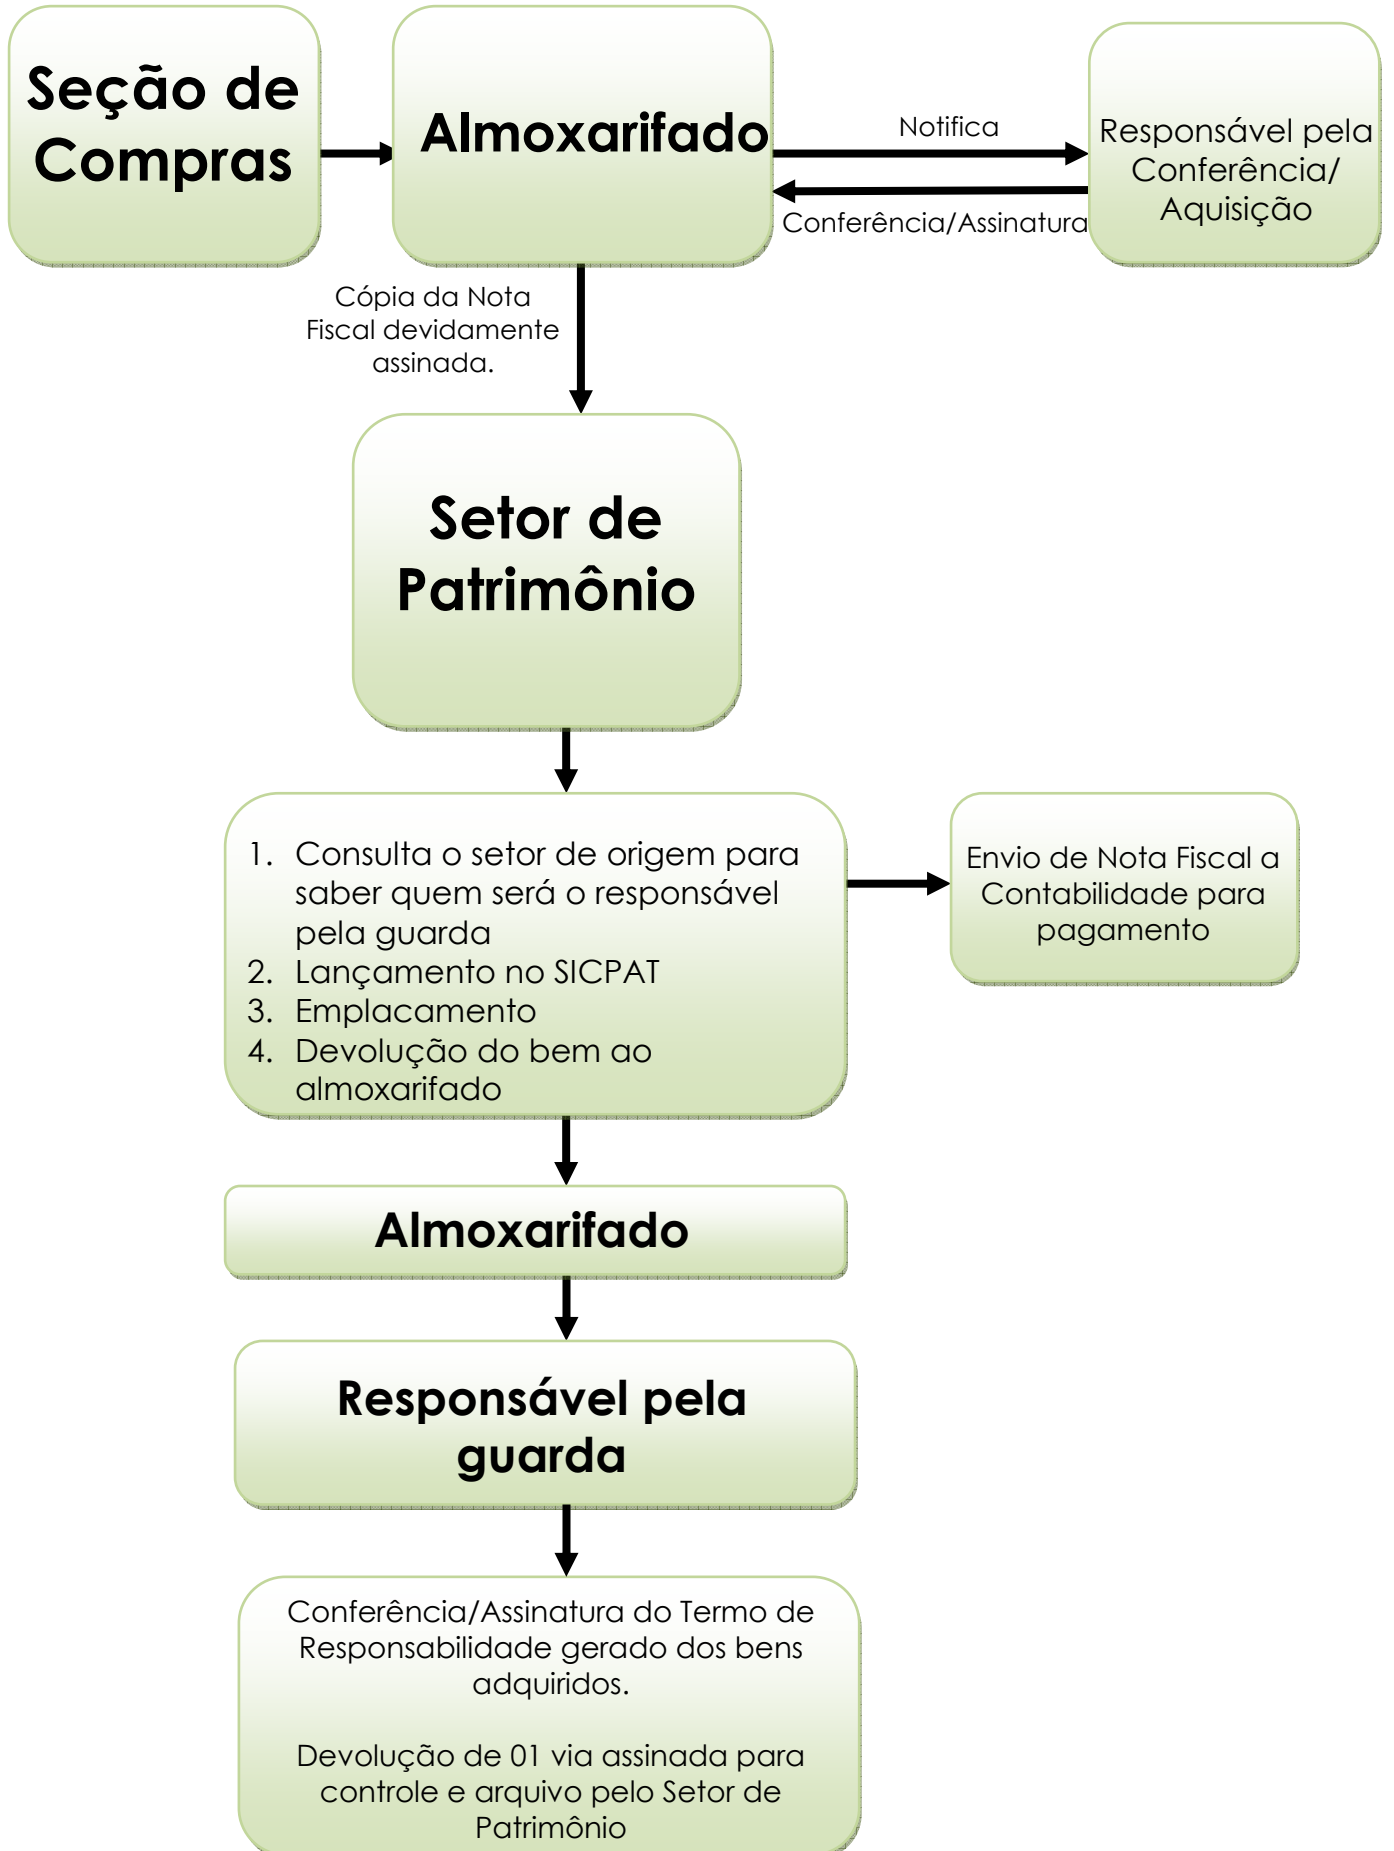 Seção de
Compras
Almoxarifado
Notifica
Responsável pela
Conferência/
Aquisição
Conferência/Assinatura
Cópia da Nota
Fiscal devidamente
assinada.
Setor de
Patrimônio
1. Consulta o setor de origem para
saber quem será o responsável
pela guarda
2. Lançamento no SICPAT
3. Emplacamento
4. Devolução do bem ao
almoxarifado
Envio de Nota Fiscal a
Contabilidade para
pagamento
Almoxarifado
Responsável pela
guarda
Conferência/Assinatura do Termo de
Responsabilidade gerado dos bens
adquiridos.
Devolução de 01 via assinada para
controle e arquivo pelo Setor de
Patrimônio